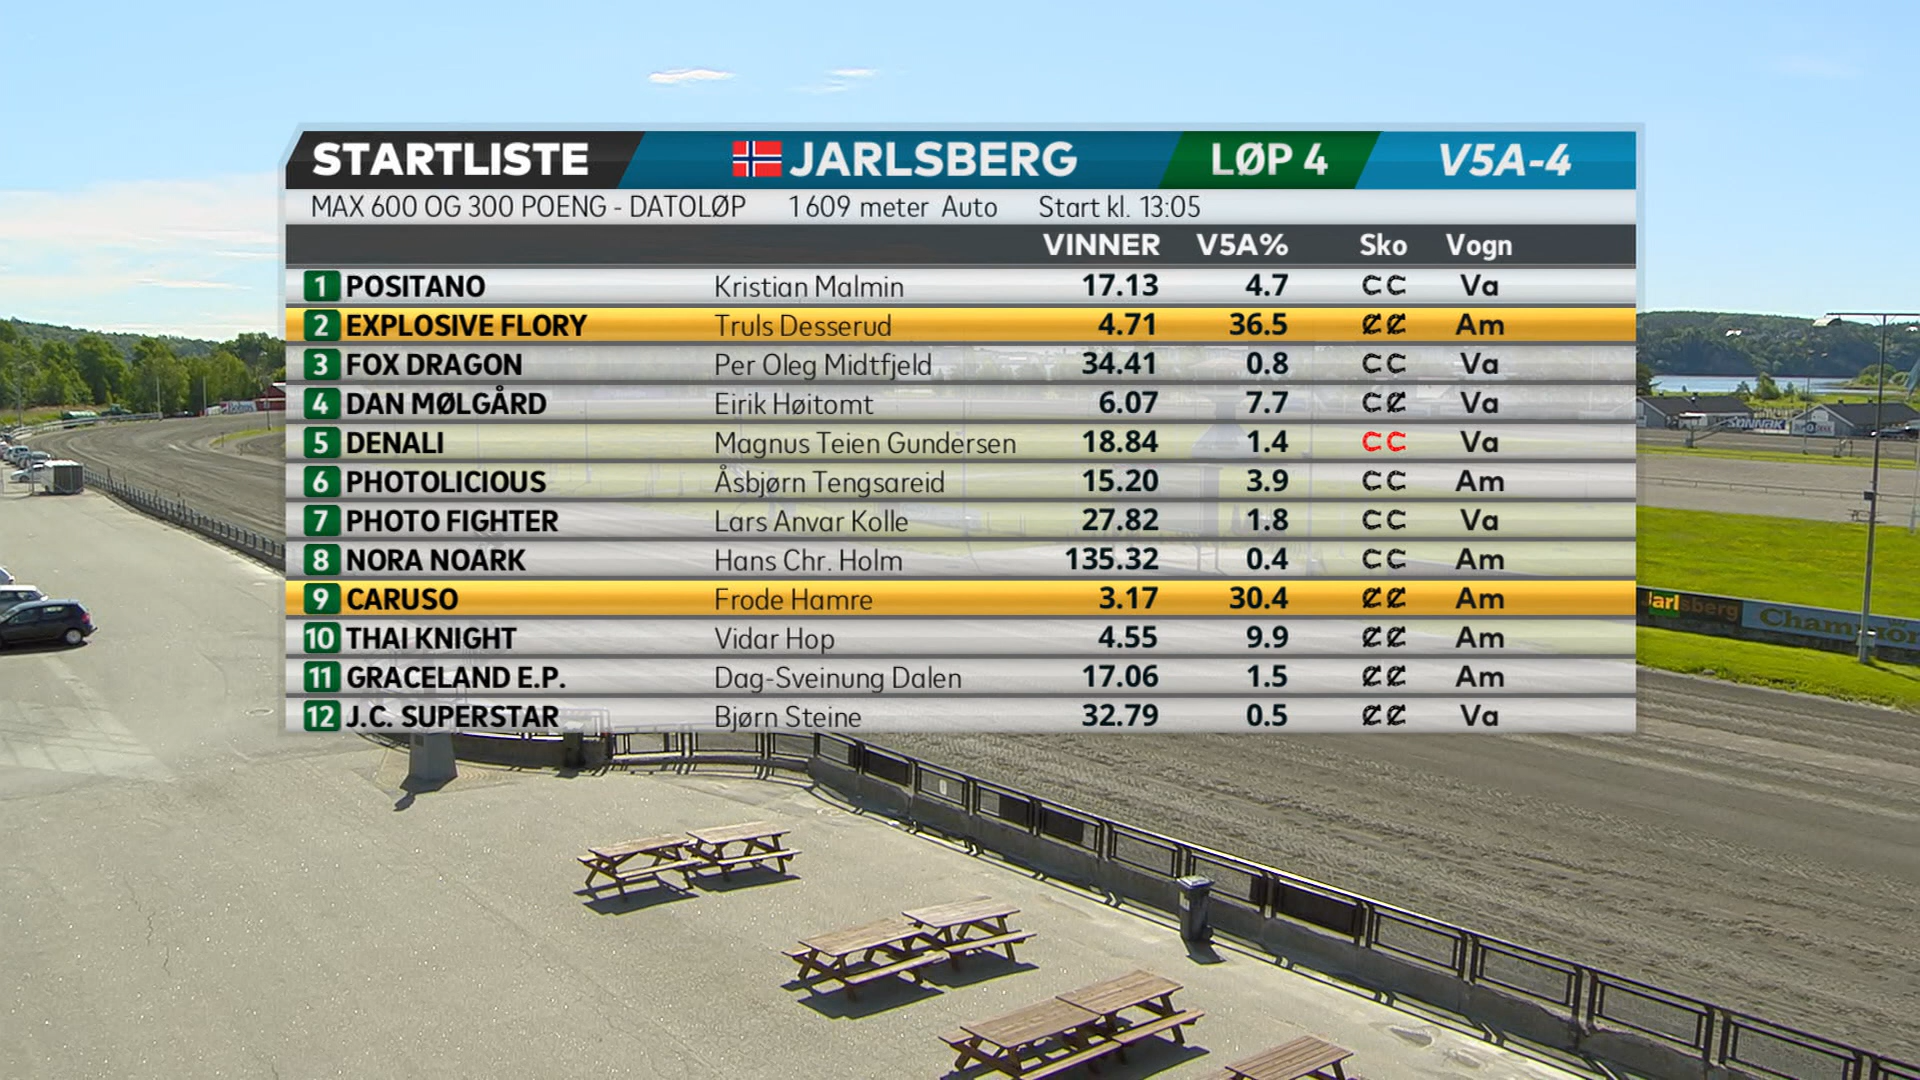 STARTLISTE JARLSBERG LØP 4 V5A-4
MAX 600 OG 300 POENG - DATOLØP 1609 meter Auto Start kl. 13:05
VINNER V5A% Sko Vogn
1 POSITANO Kristian Malmin 17.13 4.7 C C Va
2 EXPLOSIVE FLORY Truls Desserud 4.71 36.5 ₡ ₡ Am
3 FOX DRAGON Per Oleg Midtfjeld 34.41 0.8 C C Va
4 DAN MØLGÅRD Eirik Høitomt 6.07 7.7 C ₡ Va
5 DENALI Magnus Teien Gundersen 18.84 1.4 C C Va
6 PHOTOLICIOUS Åsbjørn Tengsareid 15.20 3.9 C C Am
7 PHOTO FIGHTER Lars Anvar Kolle 27.82 1.8 C C Va
8 NORA NOARK Hans Chr. Holm 135.32 0.4 C C Am
9 CARUSO Frode Hamre 3.17 30.4 ₡ ₡ Am
10 THAI KNIGHT Vidar Hop 4.55 9.9 ₡ ₡ Am
11 GRACELAND E.P. Dag-Sveinung Dalen 17.06 1.5 ₡ ₡ Am
12 J.C. SUPERSTAR Bjørn Steine 32.79 0.5 ₡ ₡ Va
SØNNAK
Jarlsberg Champion